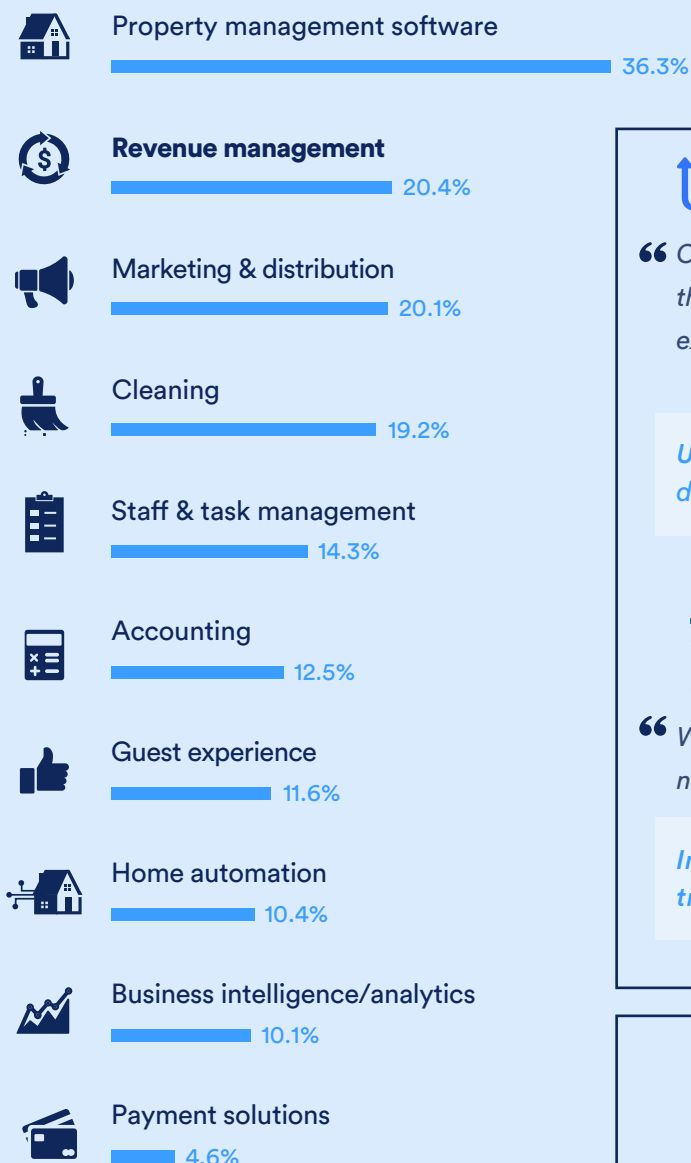 Property management software
36.3%
Revenue management
20.4%
Marketing & distribution
20.1%
Cleaning
19.2%
Staff & task management
14.3%
Accounting
12.5%
Guest experience
11.6%
Home automation
10.4%
Business intelligence/analytics
10.1%
Payment solutions
4.6%